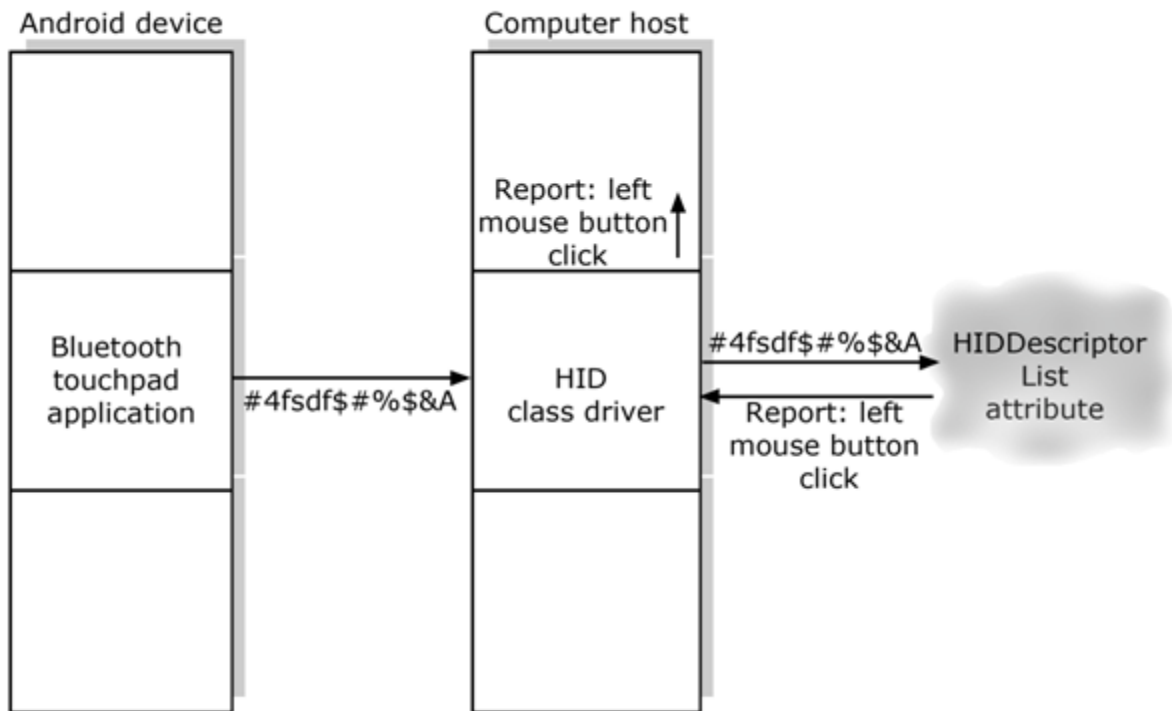 Android device
Computer host
Report: left
mouse button
click
Bluetooth
touchpad
application
#4fsdf$#%$&A
HID
class driver
#4fsdf$#%$&A
Report: left
mouse button
click
HIDDescriptor
List
attribute